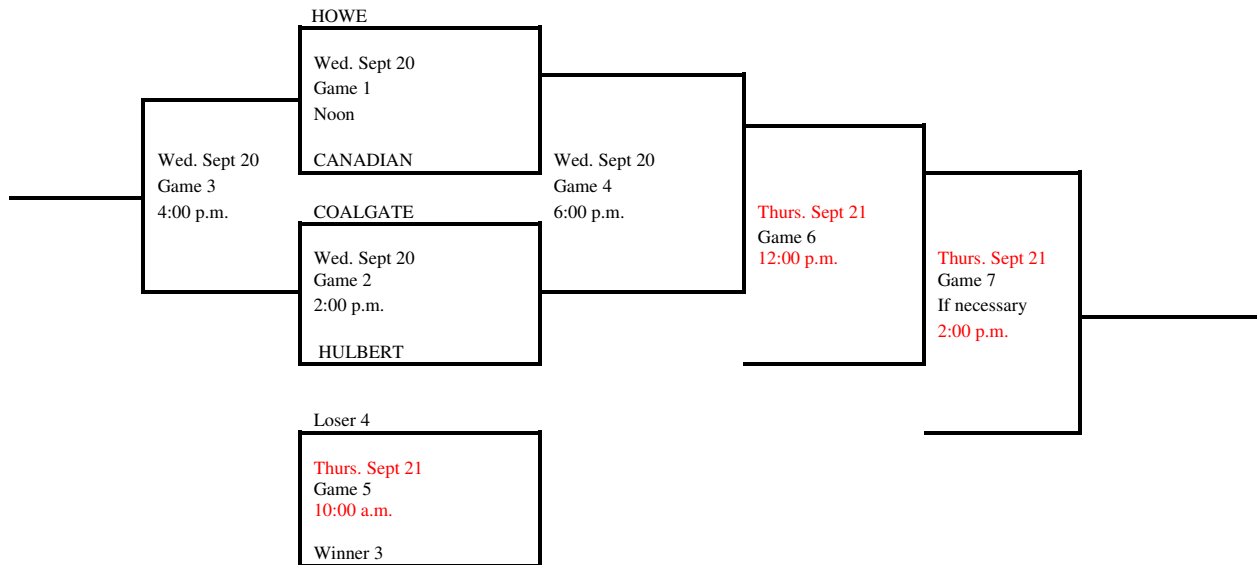 HOWE
Wed. Sept 20
Game 1
Noon
CANADIAN
Wed. Sept 20
Game 3
4:00 p.m.
COALGATE
Wed. Sept 20
Game 2
2:00 p.m.
HULBERT
Wed. Sept 20
Game 4
6:00 p.m.
Thurs. Sept 21
Game 6
12:00 p.m.
Thurs. Sept 21
Game 7
If necessary
2:00 p.m.
Loser 4
Thurs. Sept 21
Game 5
10:00 a.m.
Winner 3